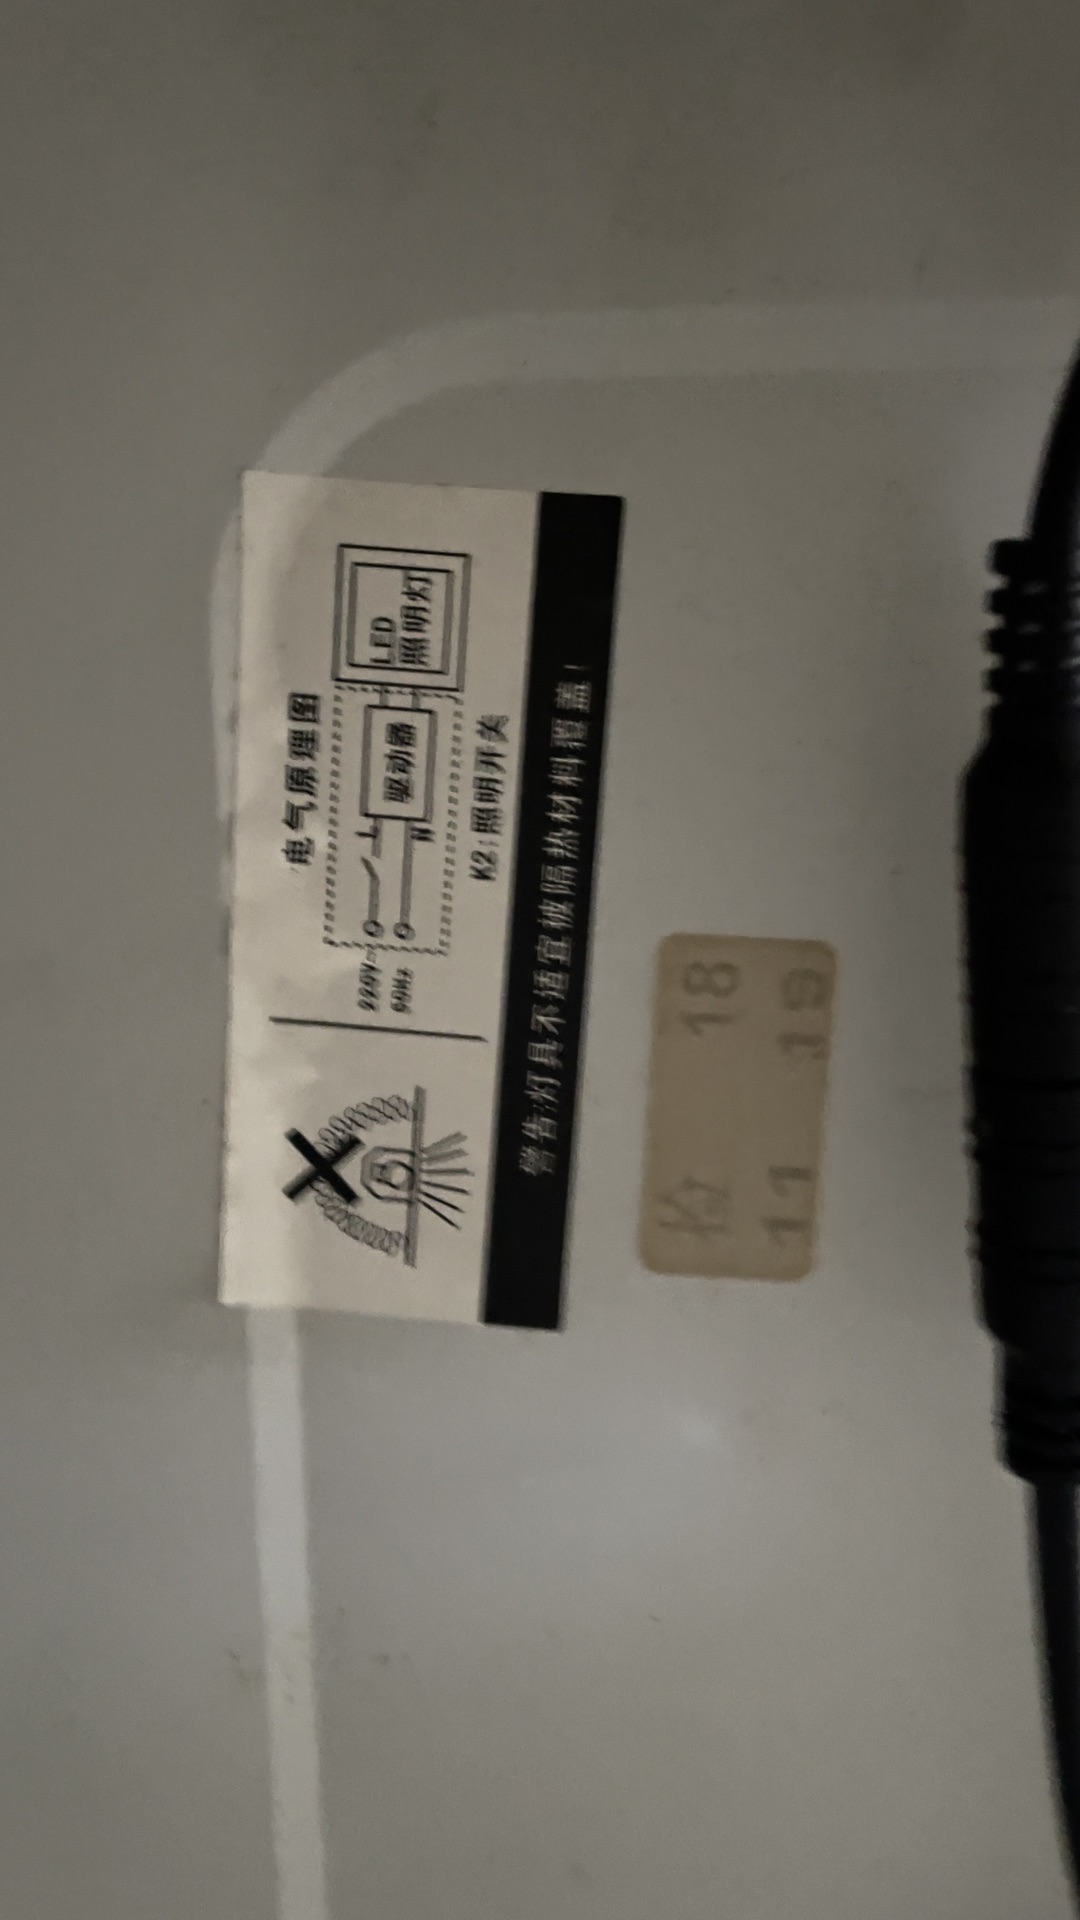 电气原理图
220V~
50Hz
L
N
驱动器
LED
照明灯
K2:照明开关
警告:灯具不适宜被隔热材料覆盖!
检 18
11 19